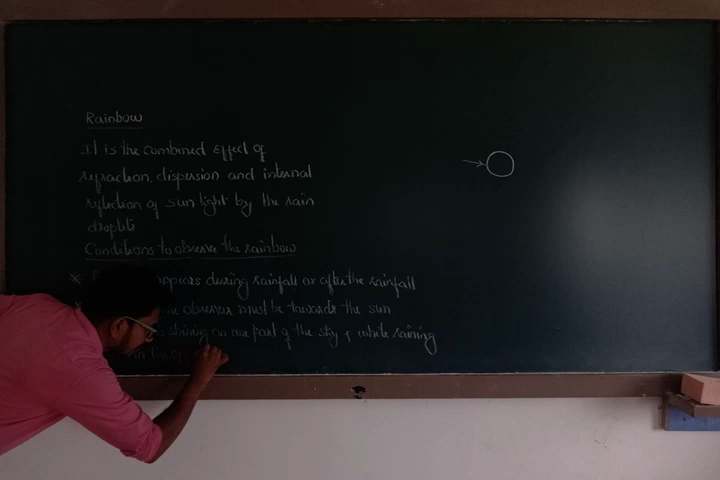 Rainbow
It is the combined effect of
refraction, dispersion and internal
reflection of sun light by the rain
droplets
Conditions to observe the rainbow
* appears during rainfall or after the rainfall
observer must be towards the sun
shining on one part of the sky & while raining
in the opp